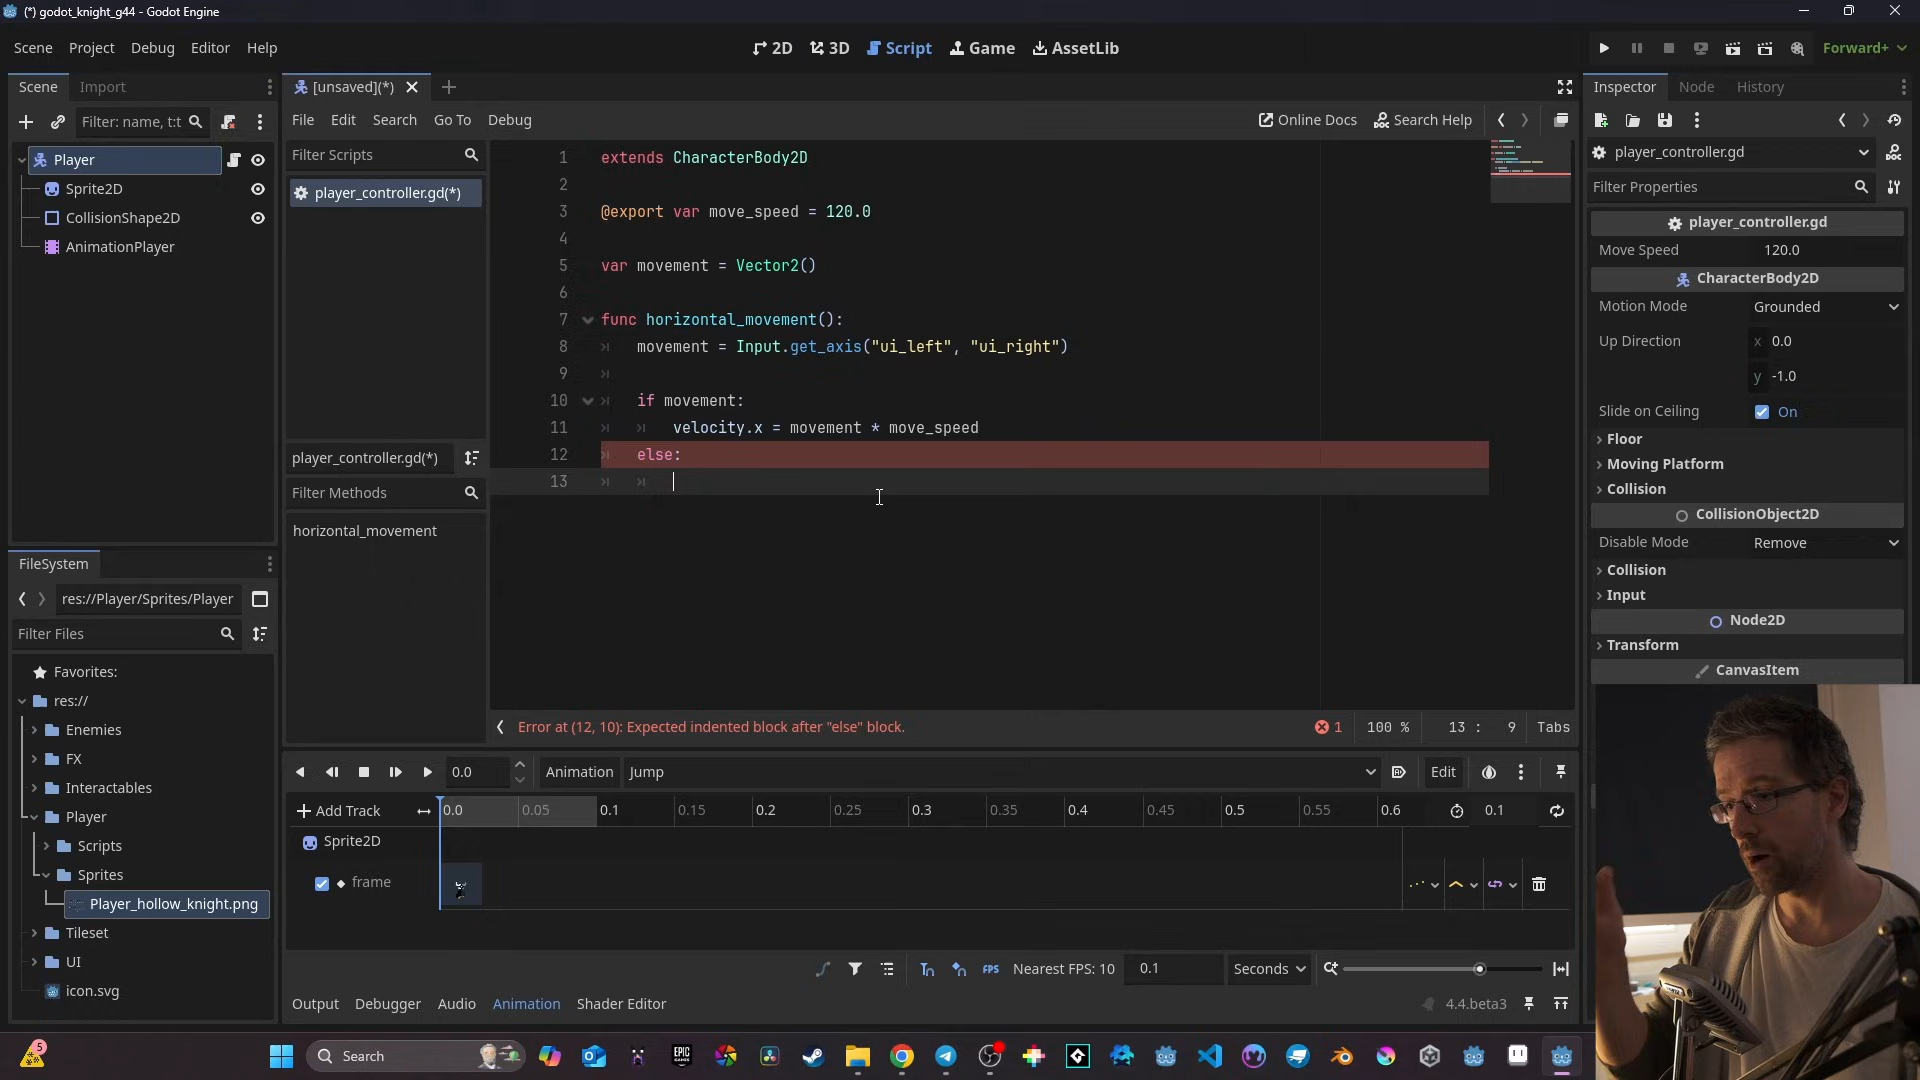 (*) godot_knight_g44 - Godot Engine
Scene Project Debug Editor Help
2D 3D Script Game AssetLib
Forward+
Scene Import
Filter: name, t:t
Player
Sprite2D
CollisionShape2D
AnimationPlayer
[unsaved](*)
File Edit Search Go To Debug
Online Docs Search Help
Filter Scripts
player_controller.gd(*)
player_controller.gd(*)
Filter Methods
horizontal_movement
1 extends CharacterBody2D
2
3 @export var move_speed = 120.0
4
5 var movement = Vector2()
6
7 func horizontal_movement():
8 movement = Input.get_axis("ui_left", "ui_right")
9
10 if movement:
11 velocity.x = movement * move_speed
12 else:
13
Error at (12, 10): Expected indented block after "else" block.
1 100 % 13 : 9 Tabs
Inspector Node History
player_controller.gd
Filter Properties
player_controller.gd
Move Speed 120.0
CharacterBody2D
Motion Mode Grounded
Up Direction x 0.0
y -1.0
Slide on Ceiling On
Floor
Moving Platform
Collision
CollisionObject2D
Disable Mode Remove
Collision
Input
Node2D
Transform
CanvasItem
FileSystem
res://Player/Sprites/Player
Filter Files
Favorites:
res://
Enemies
FX
Interactables
Player
Scripts
Sprites
Player_hollow_knight.png
Tileset
UI
icon.svg
0.0 Animation Jump Edit
Add Track 0.0 0.05 0.1 0.15 0.2 0.25 0.3 0.35 0.4 0.45 0.5 0.55 0.6 0.1
Sprite2D
frame
FPS Nearest FPS: 10 0.1 Seconds
Output Debugger Audio Animation Shader Editor 4.4.beta3
5
Search
EPIC GAMES